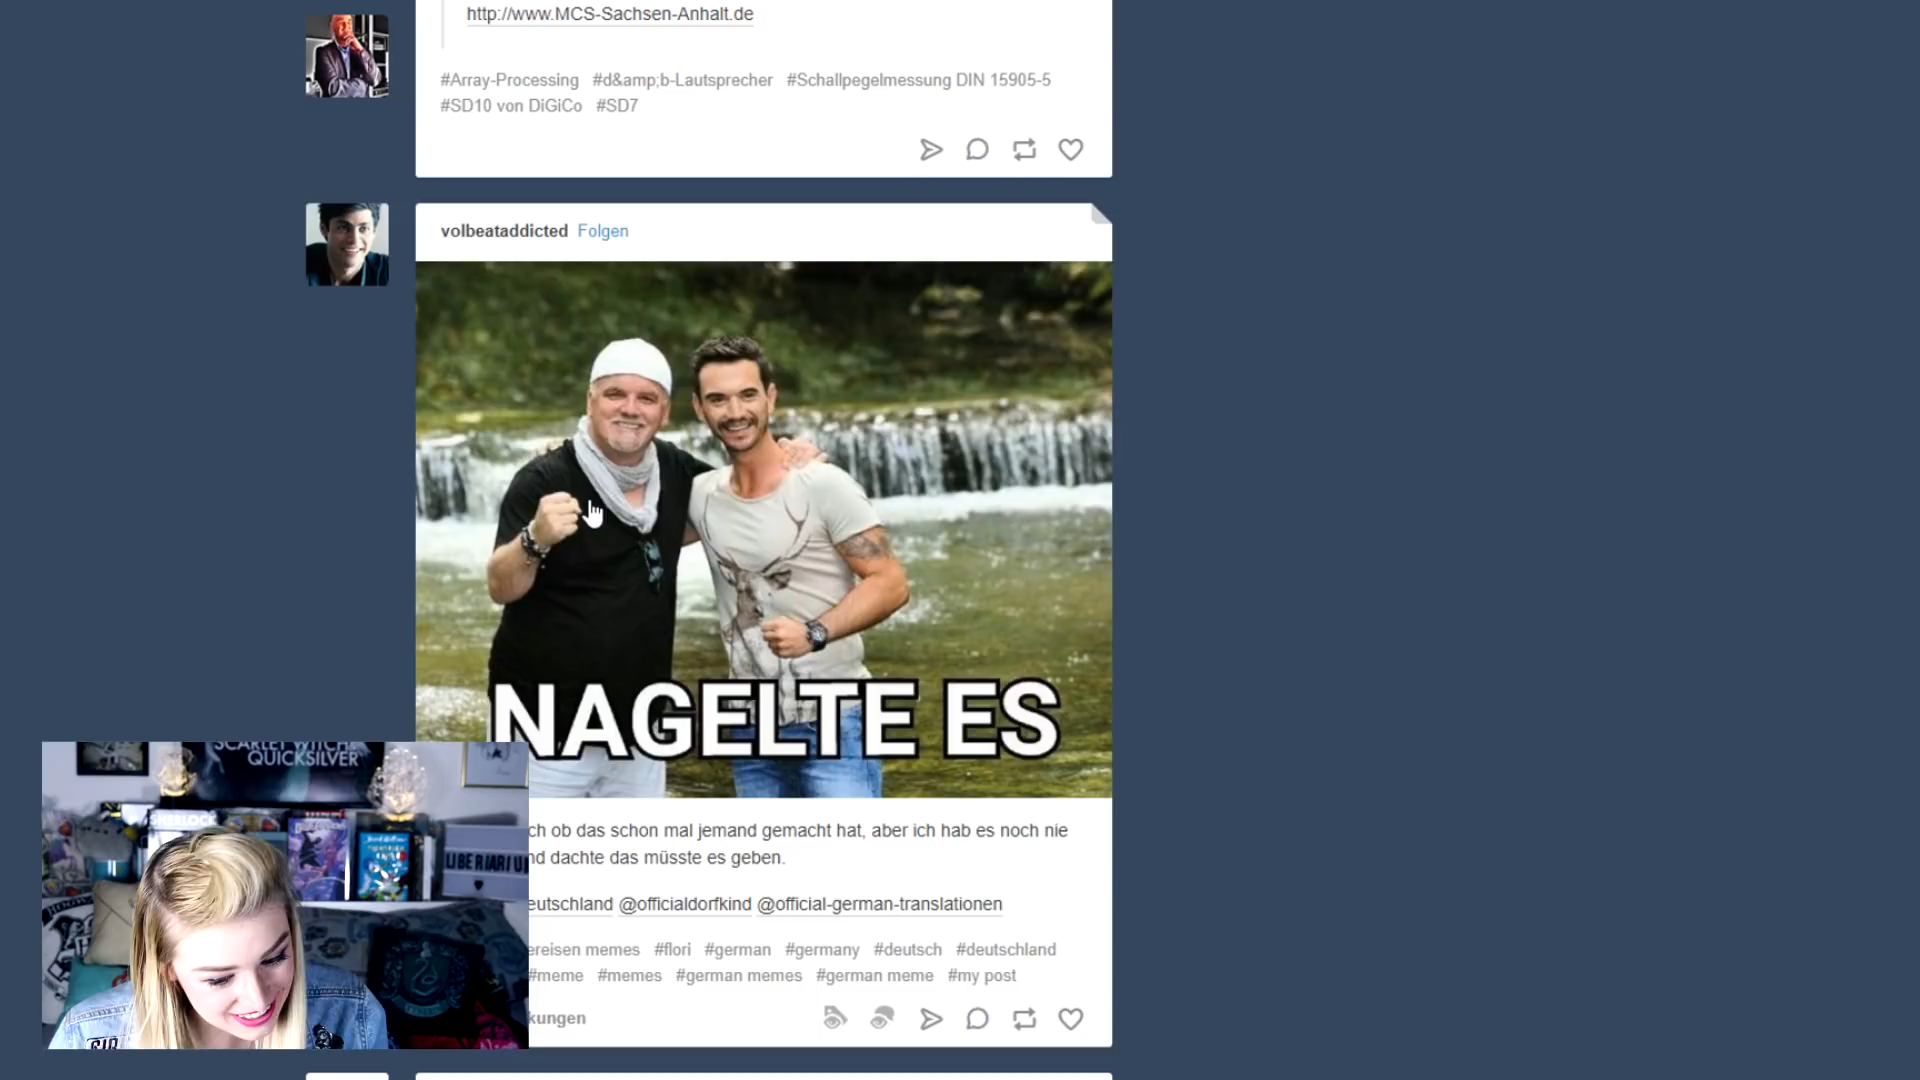 http://www.MCS-Sachsen-Anhalt.de
#Array-Processing #d&amp;b-Lautsprecher #Schallpegelmessung DIN 15905-5
#SD10 von DiGiCo #SD7
volbeataddicted Folgen
NAGELTE ES
ch ob das schon mal jemand gemacht hat, aber ich hab es noch nie
nd dachte das müsste es geben.
eutschland @officialdorfkind @official-german-translationen
ereisen memes #flori #german #germany #deutsch #deutschland
#meme #memes #german memes #german meme #my post
kungen
SCARLET WITCH &
QUICKSILVER
SHERLOCK